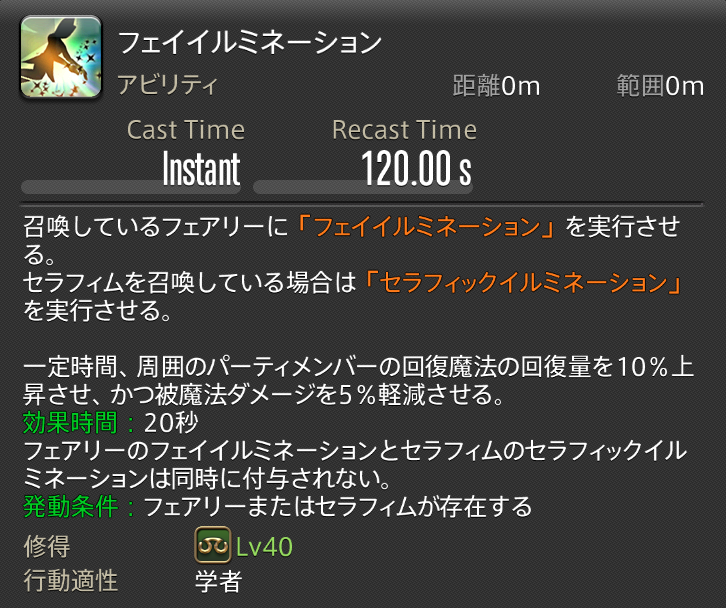 フェイイルミネーション
アビリティ 距離0m 範囲0m
Cast Time Recast Time
Instant 120.00 s
召喚しているフェアリーに「フェイイルミネーション」を実行させ
る。
セラフィムを召喚している場合は「セラフィックイルミネーション」
を実行させる。
一定時間、周囲のパーティメンバーの回復魔法の回復量を10％上
昇させ、かつ被魔法ダメージを5％軽減させる。
効果時間：20秒
フェアリーのフェイイルミネーションとセラフィムのセラフィックイル
ミネーションは同時に付与されない。
発動条件：フェアリーまたはセラフィムが存在する
修得 Lv40
行動適性 学者